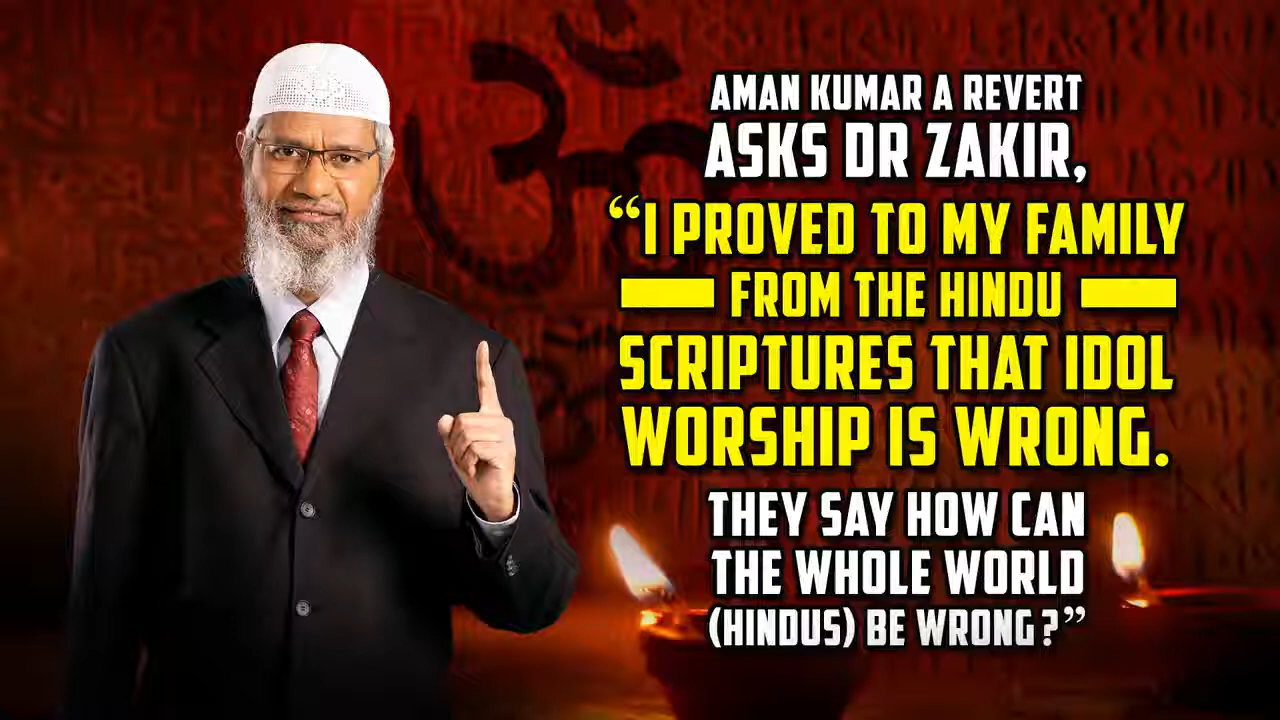 AMAN KUMAR A REVERT
ASKS DR ZAKIR,
“I PROVED TO MY FAMILY
FROM THE HINDU
SCRIPTURES THAT IDOL
WORSHIP IS WRONG.
THEY SAY HOW CAN
THE WHOLE WORLD
(HINDUS) BE WRONG?”
ॐ